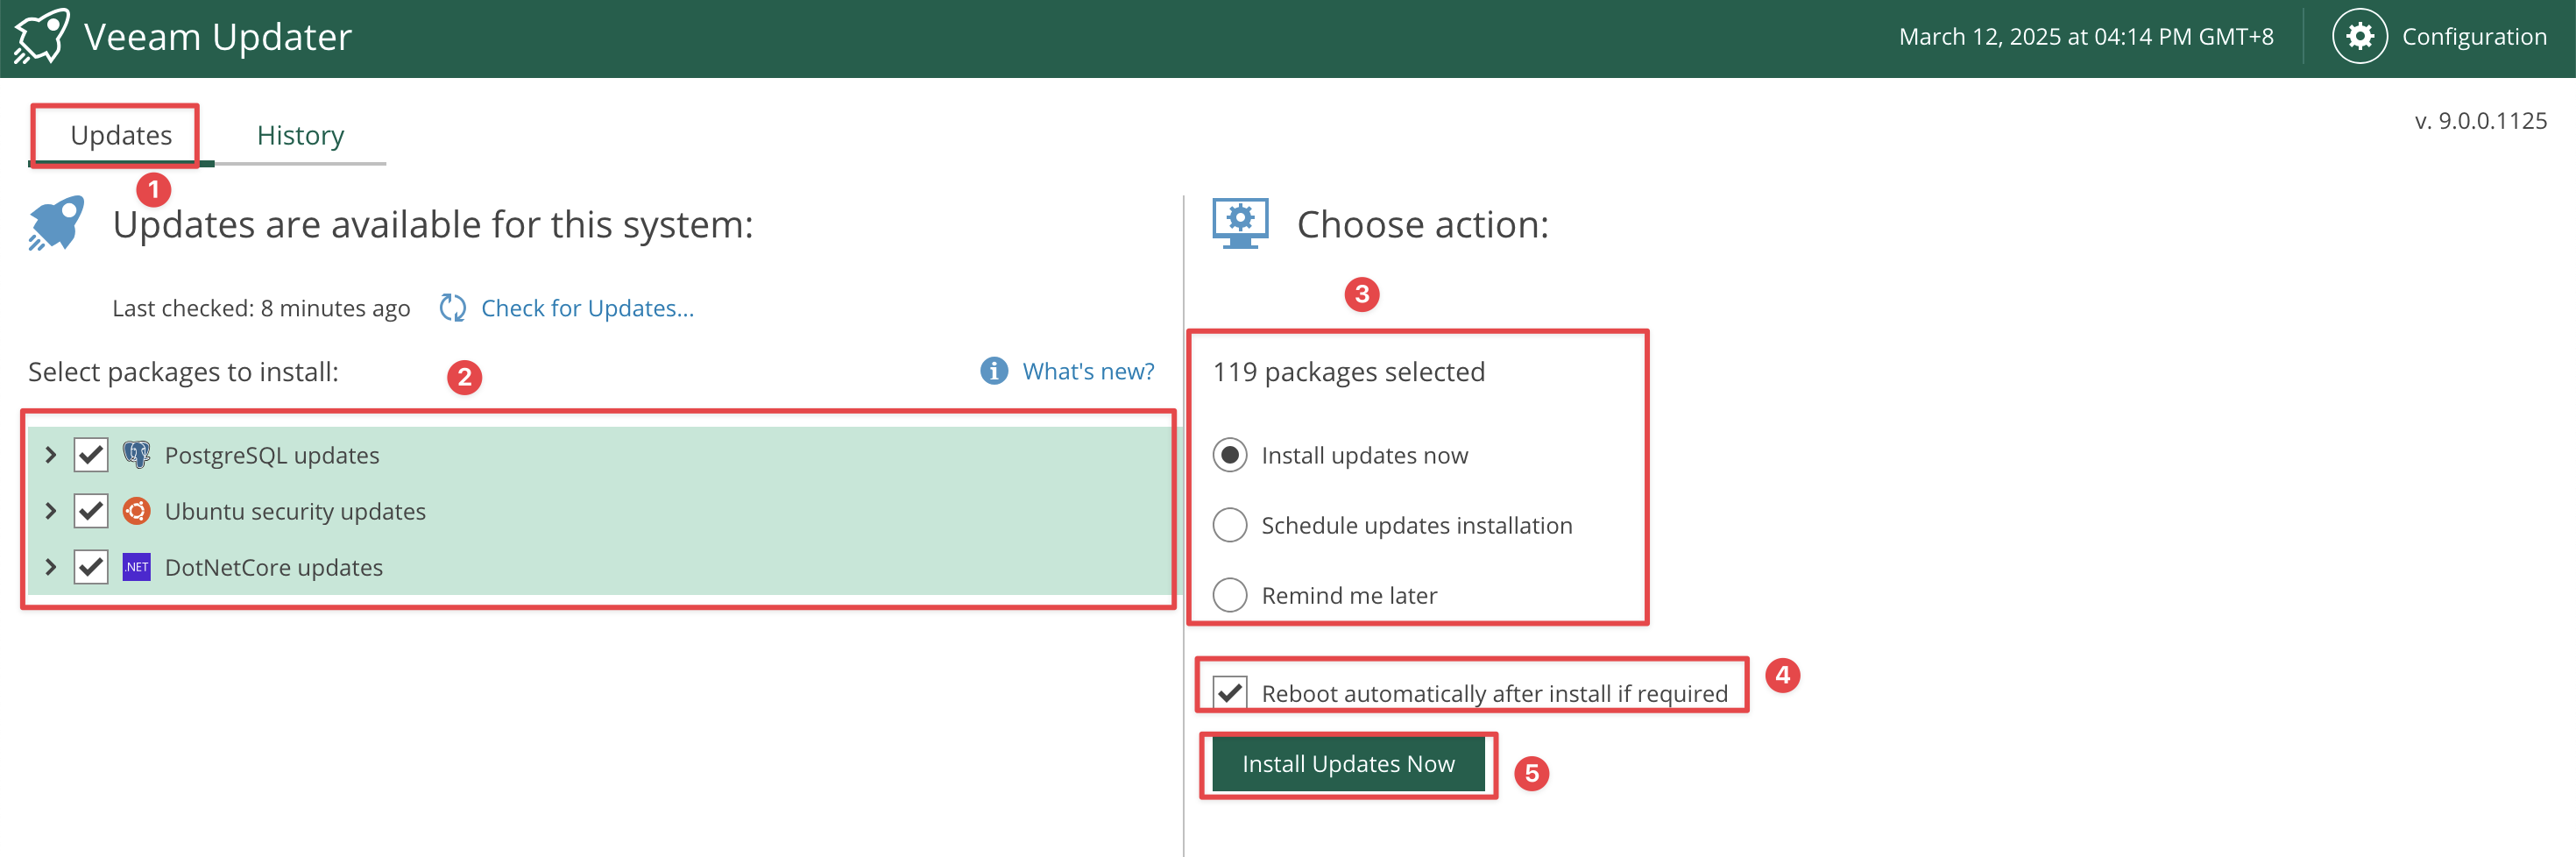 Veeam Updater
March 12, 2025 at 04:14 PM GMT+8
Configuration
Updates
History
v. 9.0.0.1125
1
Updates are available for this system:
Last checked: 8 minutes ago
Check for Updates...
Select packages to install:
2
What's new?
PostgreSQL updates
Ubuntu security updates
.NET
DotNetCore updates
Choose action:
3
119 packages selected
Install updates now
Schedule updates installation
Remind me later
Reboot automatically after install if required
4
Install Updates Now
5